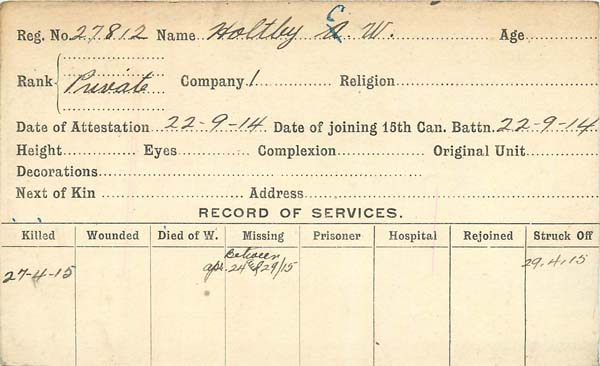 C
Reg. No. 27812 Name Holtby A W. Age
Rank Private Company 1 Religion
Date of Attestation 22-9-14 Date of joining 15th Can. Battn. 22-9-14
Height Eyes Complexion Original Unit
Decorations
Next of Kin Address
RECORD OF SERVICES.
Killed Wounded Died of W. Missing Prisoner Hospital Rejoined Struck Off
27-4-15 Between 29.4.15
apr. 24 & 29/15